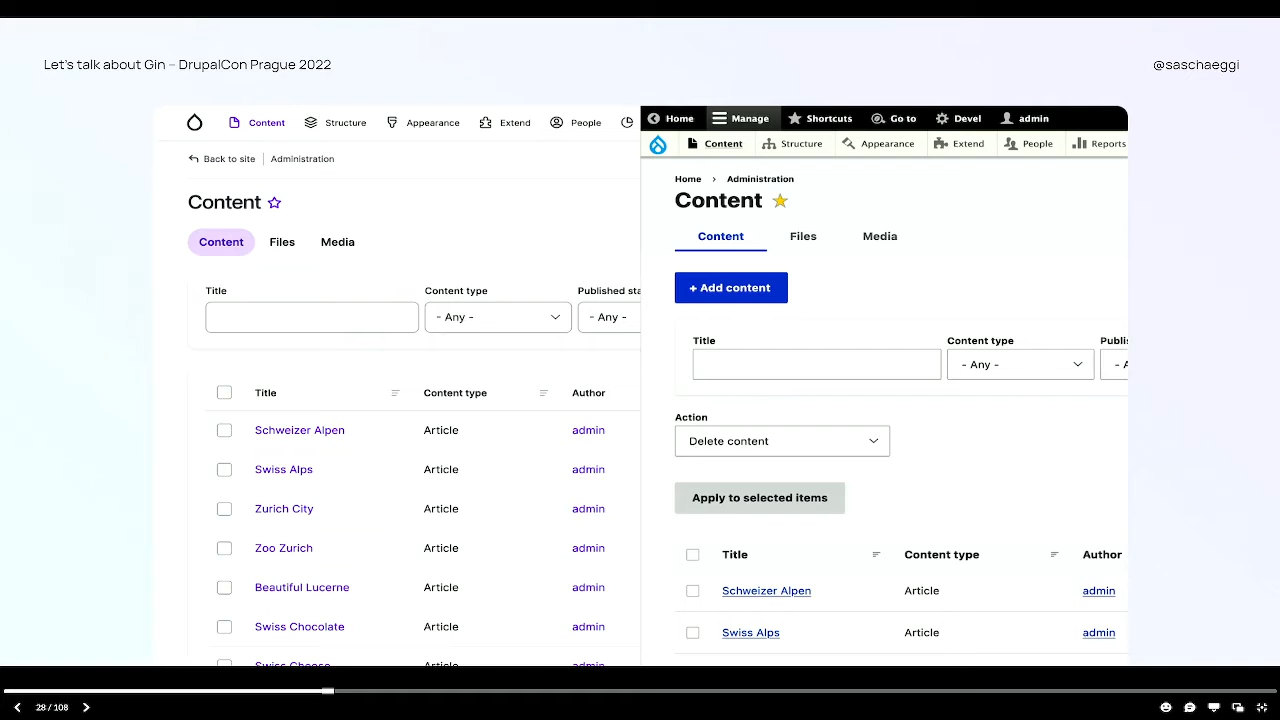 Let's talk about Gin – DrupalCon Prague 2022
@saschaeggi
Content Structure Appearance Extend People
Back to site Administration
Content
Content Files Media
Title Content type Published sta
- Any - - Any -
Title Content type Author
Schweizer Alpen Article admin
Swiss Alps Article admin
Zurich City Article admin
Zoo Zurich Article admin
Beautiful Lucerne Article admin
Swiss Chocolate Article admin
Swiss Cheese Article admin
Home Manage Shortcuts Go to Devel admin
Content Structure Appearance Extend People Reports
Home › Administration
Content
Content Files Media
+ Add content
Title Content type Publis
- Any - - A
Action
Delete content
Apply to selected items
Title Content type Author
Schweizer Alpen Article admin
Swiss Alps Article admin
28 / 108